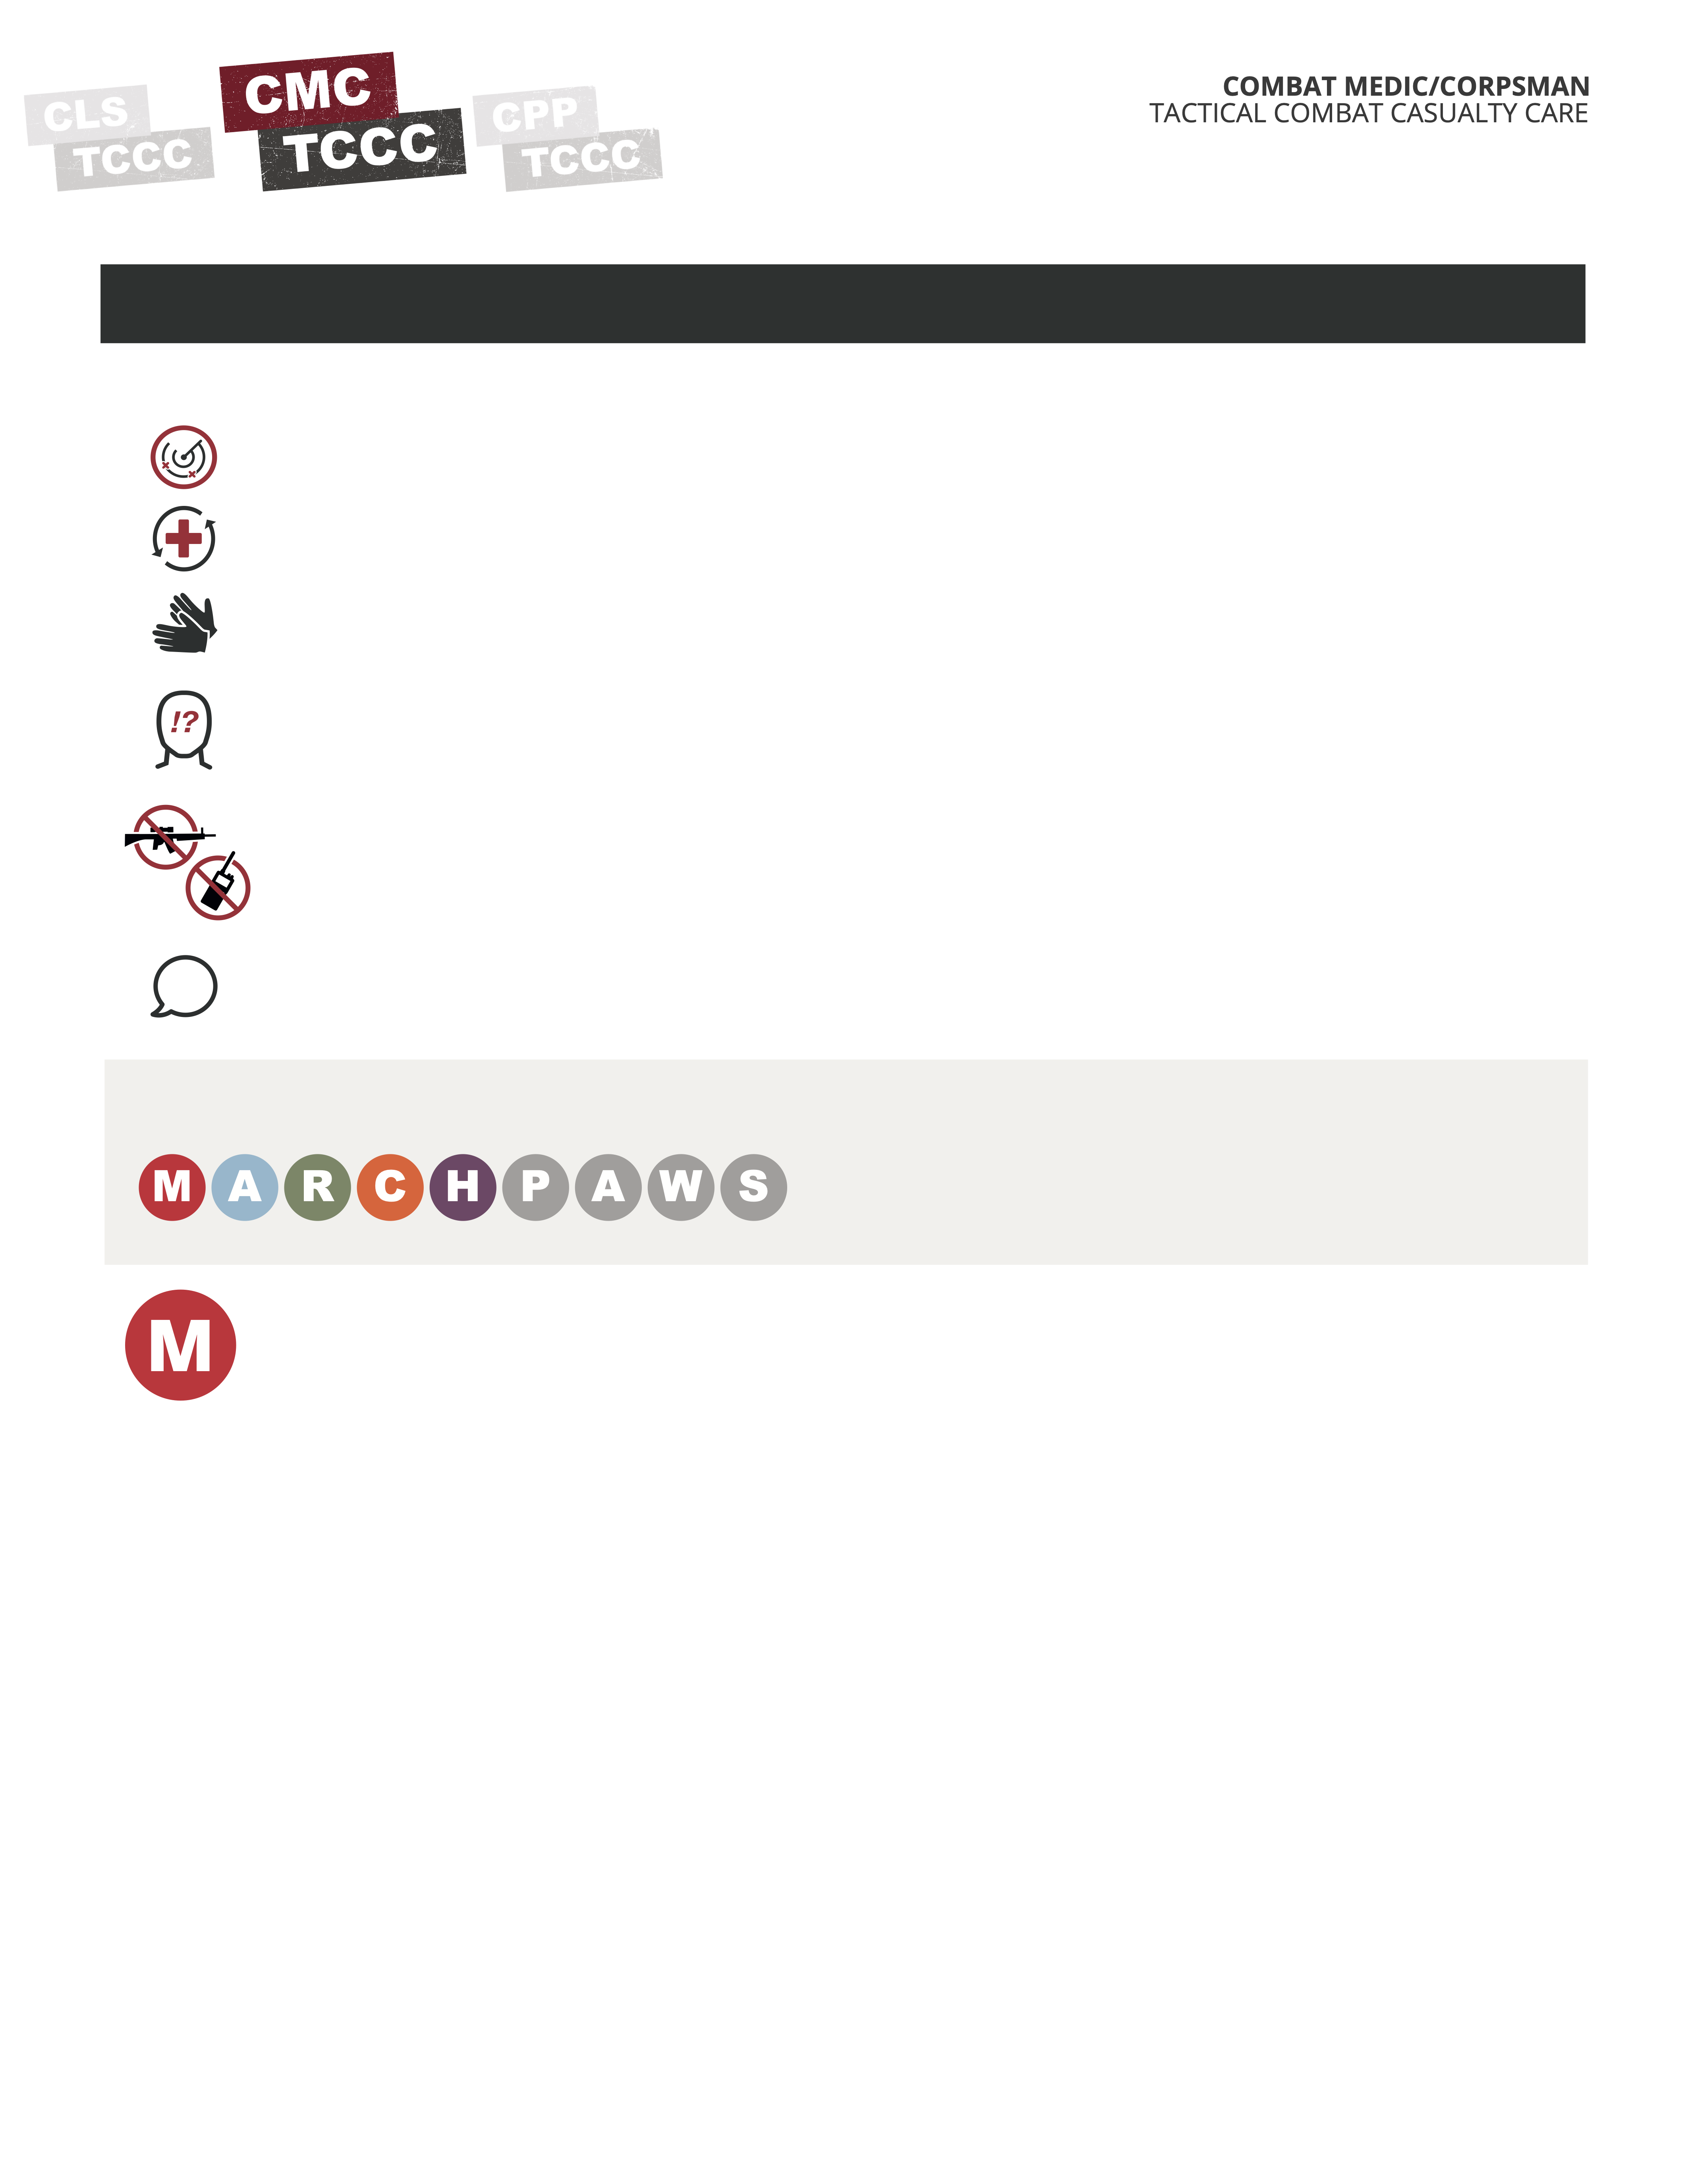 CLS
TCCC
CMC
TCCC
CPP
TCCC
COMBAT MEDIC/CORPSMAN
TACTICAL COMBAT CASUALTY CARE
!?
M A R C H P A W S
M